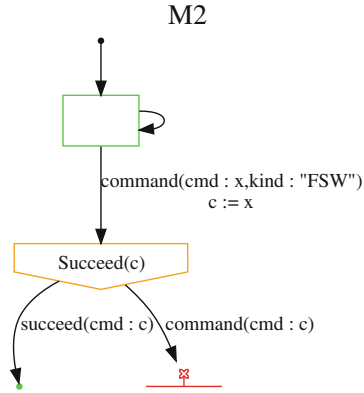 M2
command(cmd : x,kind : "FSW")
c := x
Succeed(c)
succeed(cmd : c) command(cmd : c)